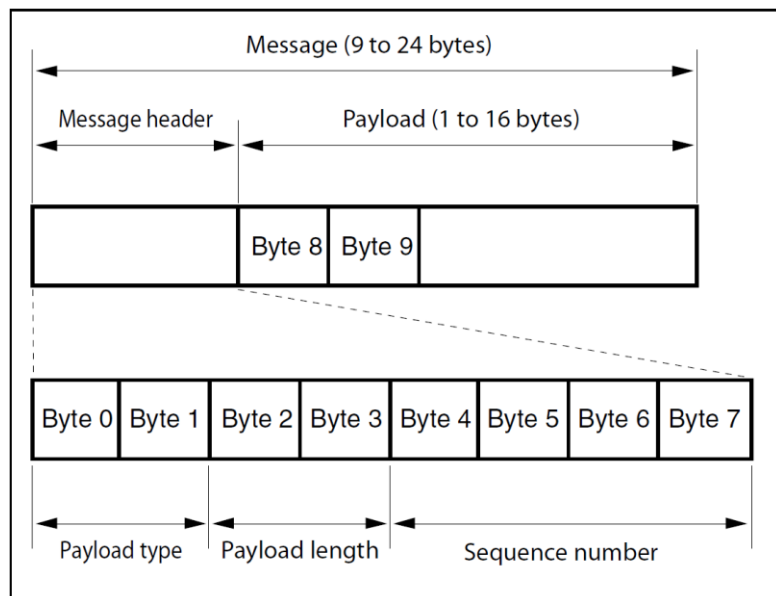 Message (9 to 24 bytes)
Message header
Payload (1 to 16 bytes)
Byte 8
Byte 9
Byte 0
Byte 1
Byte 2
Byte 3
Byte 4
Byte 5
Byte 6
Byte 7
Payload type
Payload length
Sequence number